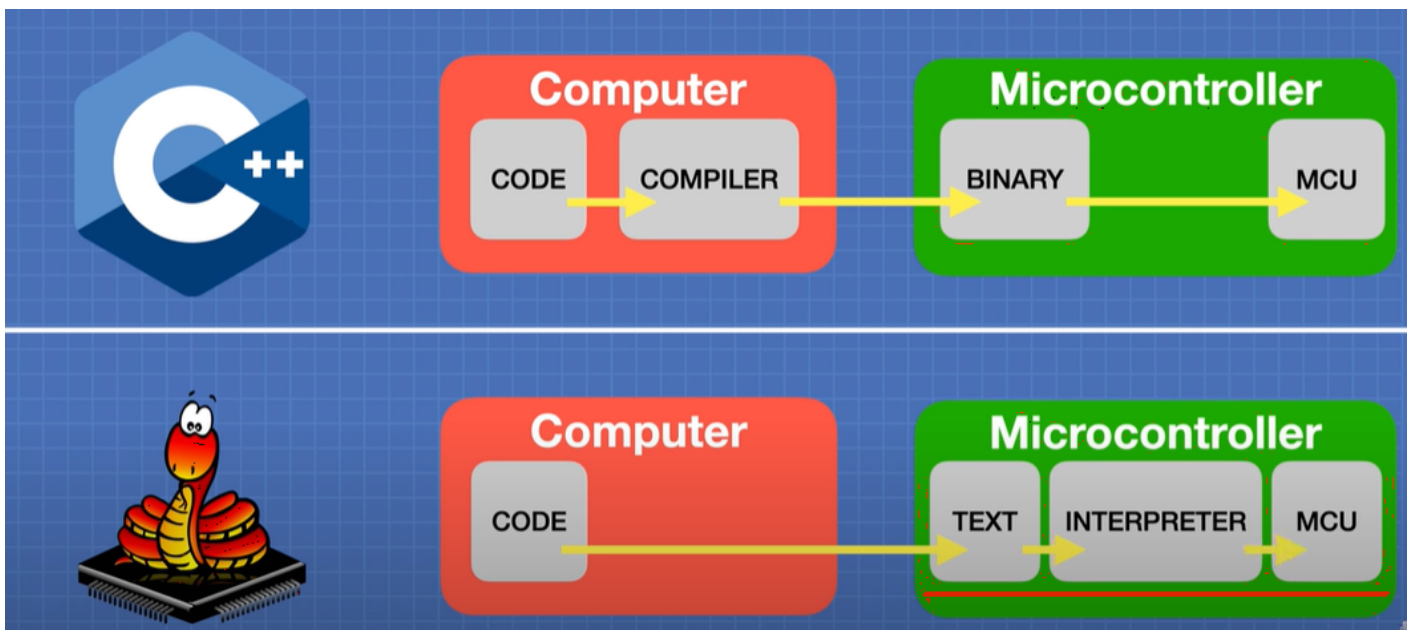 Computer
Microcontroller
CODE
COMPILER
BINARY
MCU
++
Computer
Microcontroller
CODE
TEXT
INTERPRETER
MCU